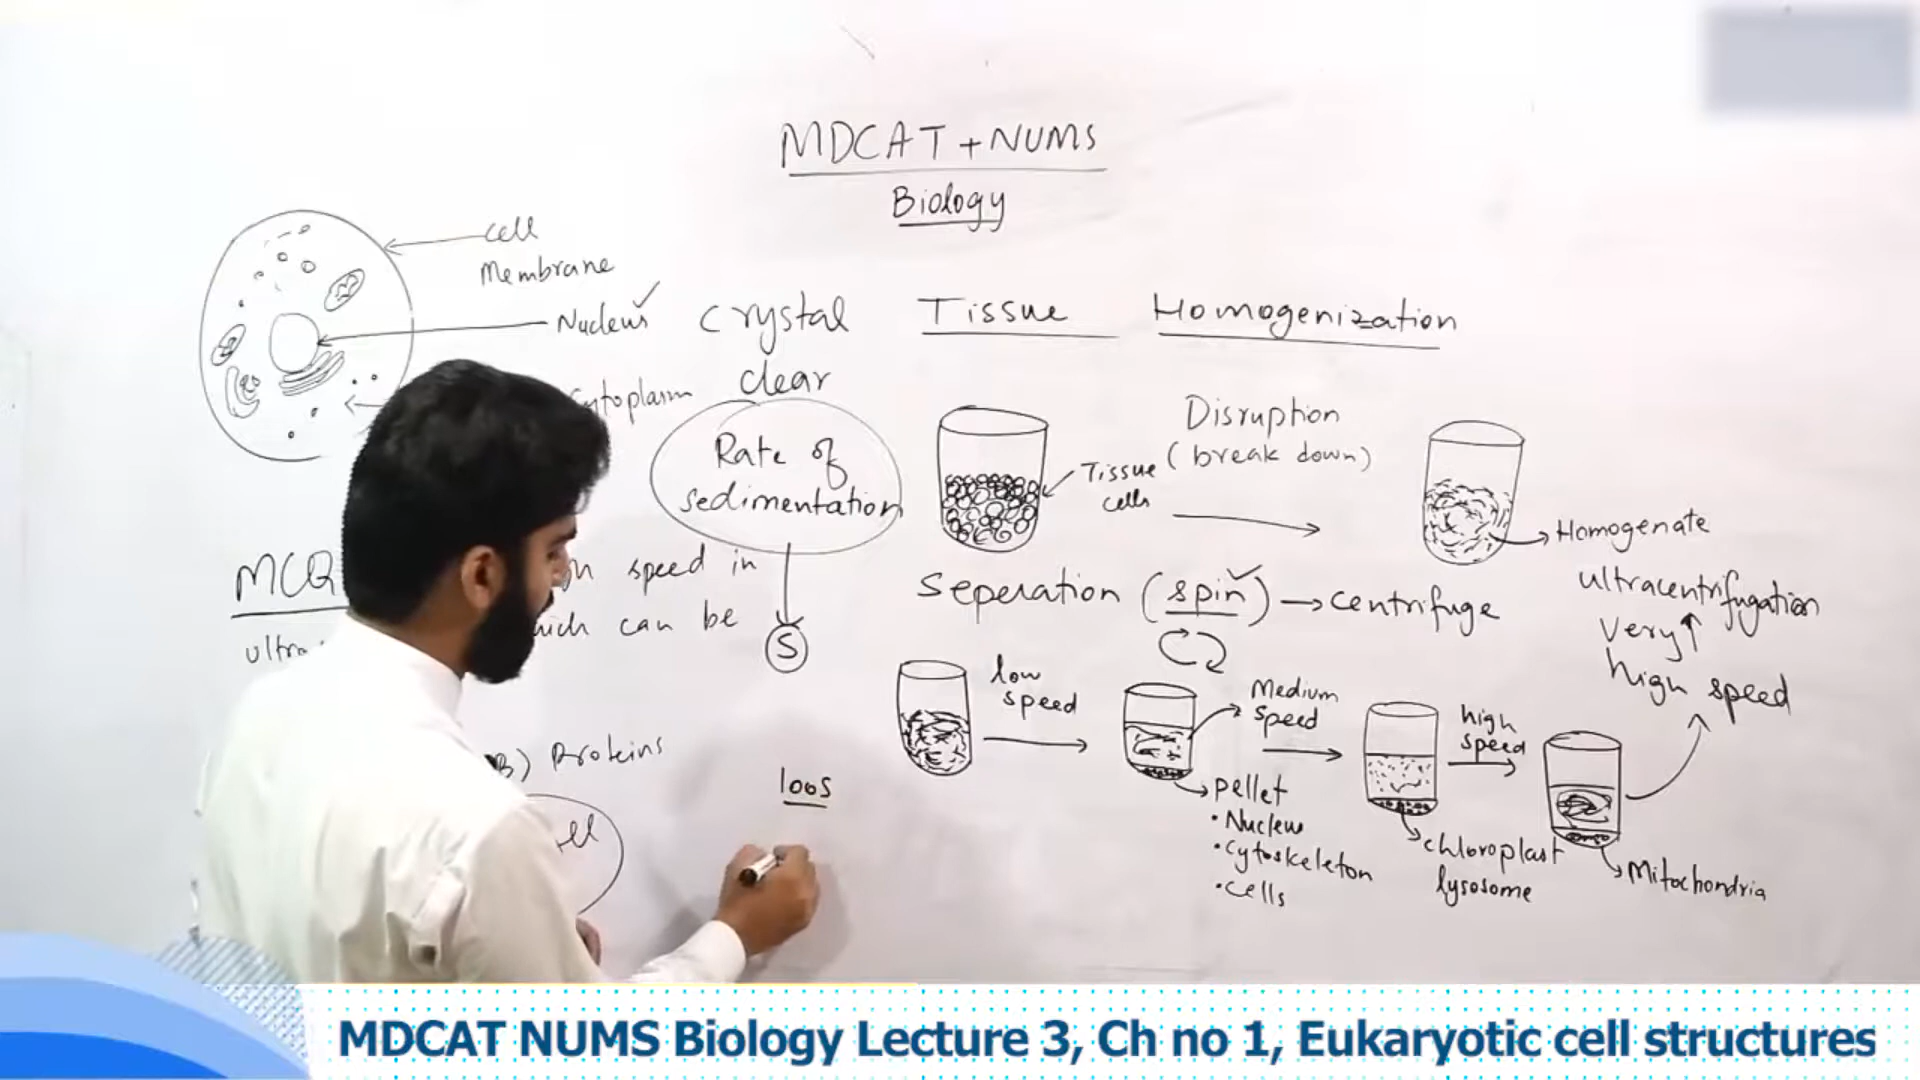 MDCAT + NUMS
Biology
Cell
Membrane
Nucleus
Cytoplasm
Crystal
clear
Rate of
sedimentation
S
100S
MCQ
speed in
which can be
B) Proteins
Tissue Homogenization
Disruption
(break down)
Tissue
cells
Homogenate
Seperation (spin) → centrifuge
ultracentrifugation
Very
high speed
low
speed
Medium
speed
high
speed
pellet
• Nucleus
• Cytoskeleton
• Cells
chloroplast
lysosome
Mitochondria
MDCAT NUMS Biology Lecture 3, Ch no 1, Eukaryotic cell structures